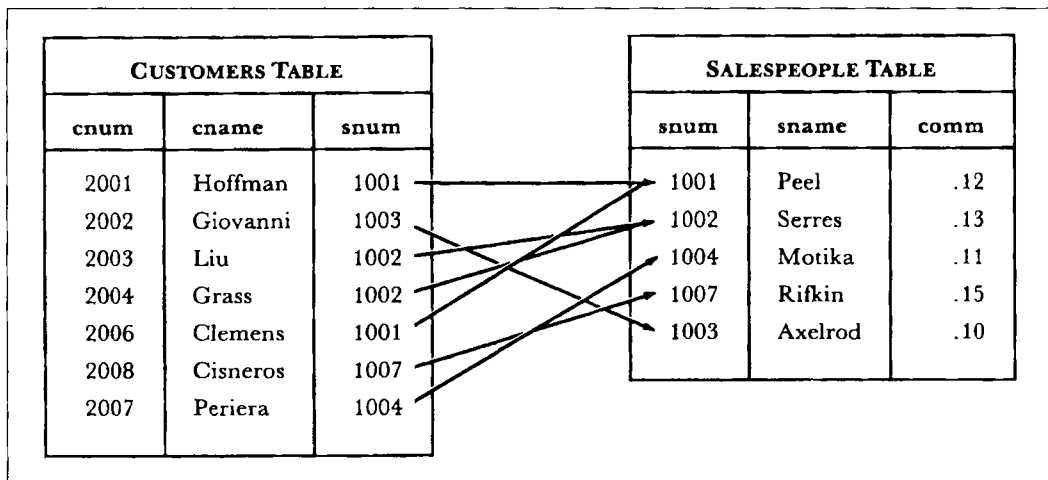 CUSTOMERS TABLE
cnum cname snum
2001 Hoffman 1001
2002 Giovanni 1003
2003 Liu 1002
2004 Grass 1002
2006 Clemens 1001
2008 Cisneros 1007
2007 Periera 1004
SALESPEOPLE TABLE
snum sname comm
1001 Peel .12
1002 Serres .13
1004 Motika .11
1007 Rifkin .15
1003 Axelrod .10